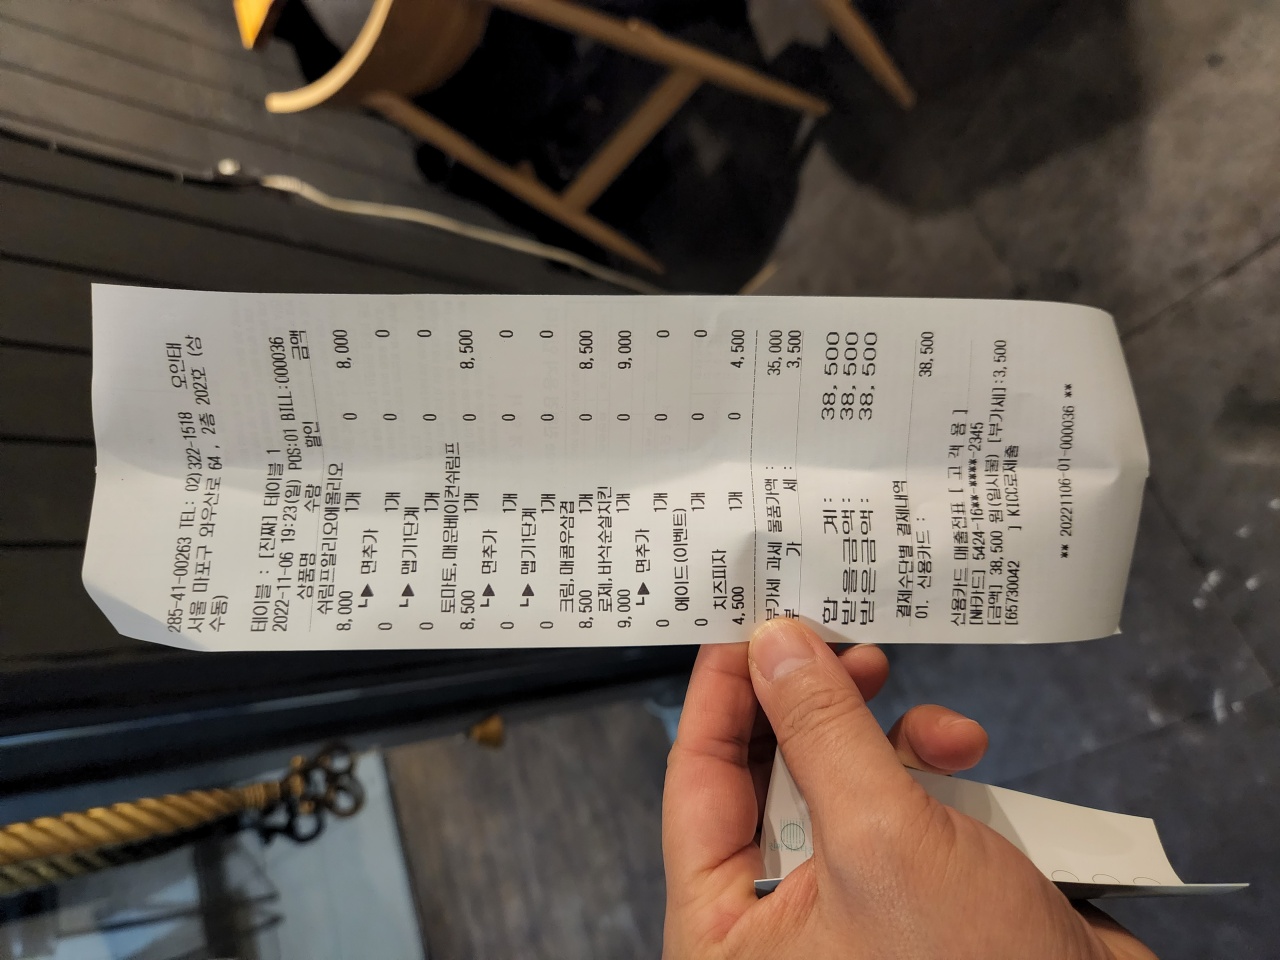 285-41-00263 TEL : 02)322-1518 오인태
서울 마포구 와우산로 64 , 2층 202호 (상
수동)
테이블 : [진짜] 테이블 1
2022-11-06 19:23(일) POS:01 BILL:000036
상품명 수량 할인 금액
쉬림프알리오에올리오
8,000 1개 0 8,000
┗▶ 면추가
0 1개 0 0
┗▶ 맵기1단계
0 1개 0 0
토마토, 매운베이컨쉬림프
8,500 1개 0 8,500
┗▶ 면추가
0 1개 0 0
┗▶ 맵기1단계
0 1개 0 0
크림, 매콤우삼겹
8,500 1개 0 8,500
로제, 바삭순살치킨
9,000 1개 0 9,000
┗▶ 면추가
0 1개 0 0
에이드(이벤트)
0 1개 0 0
치즈피자
4,500 1개 0 4,500
부가세 과세 물품가액 : 35,000
부 가 세 : 3,500
합 계 : 38,500
받을금액 : 38,500
받은금액 : 38,500
결제수단별 결제내역
01. 신용카드 : 38,500
신용카드 매출전표 [ 고 객 용 ]
[NH카드] 5424-16**-****-2345
[금액] 38,500 원(일시불) [부가세]:3,500
[65730042 ] KICC로제출
** 20221106-01-000036 **